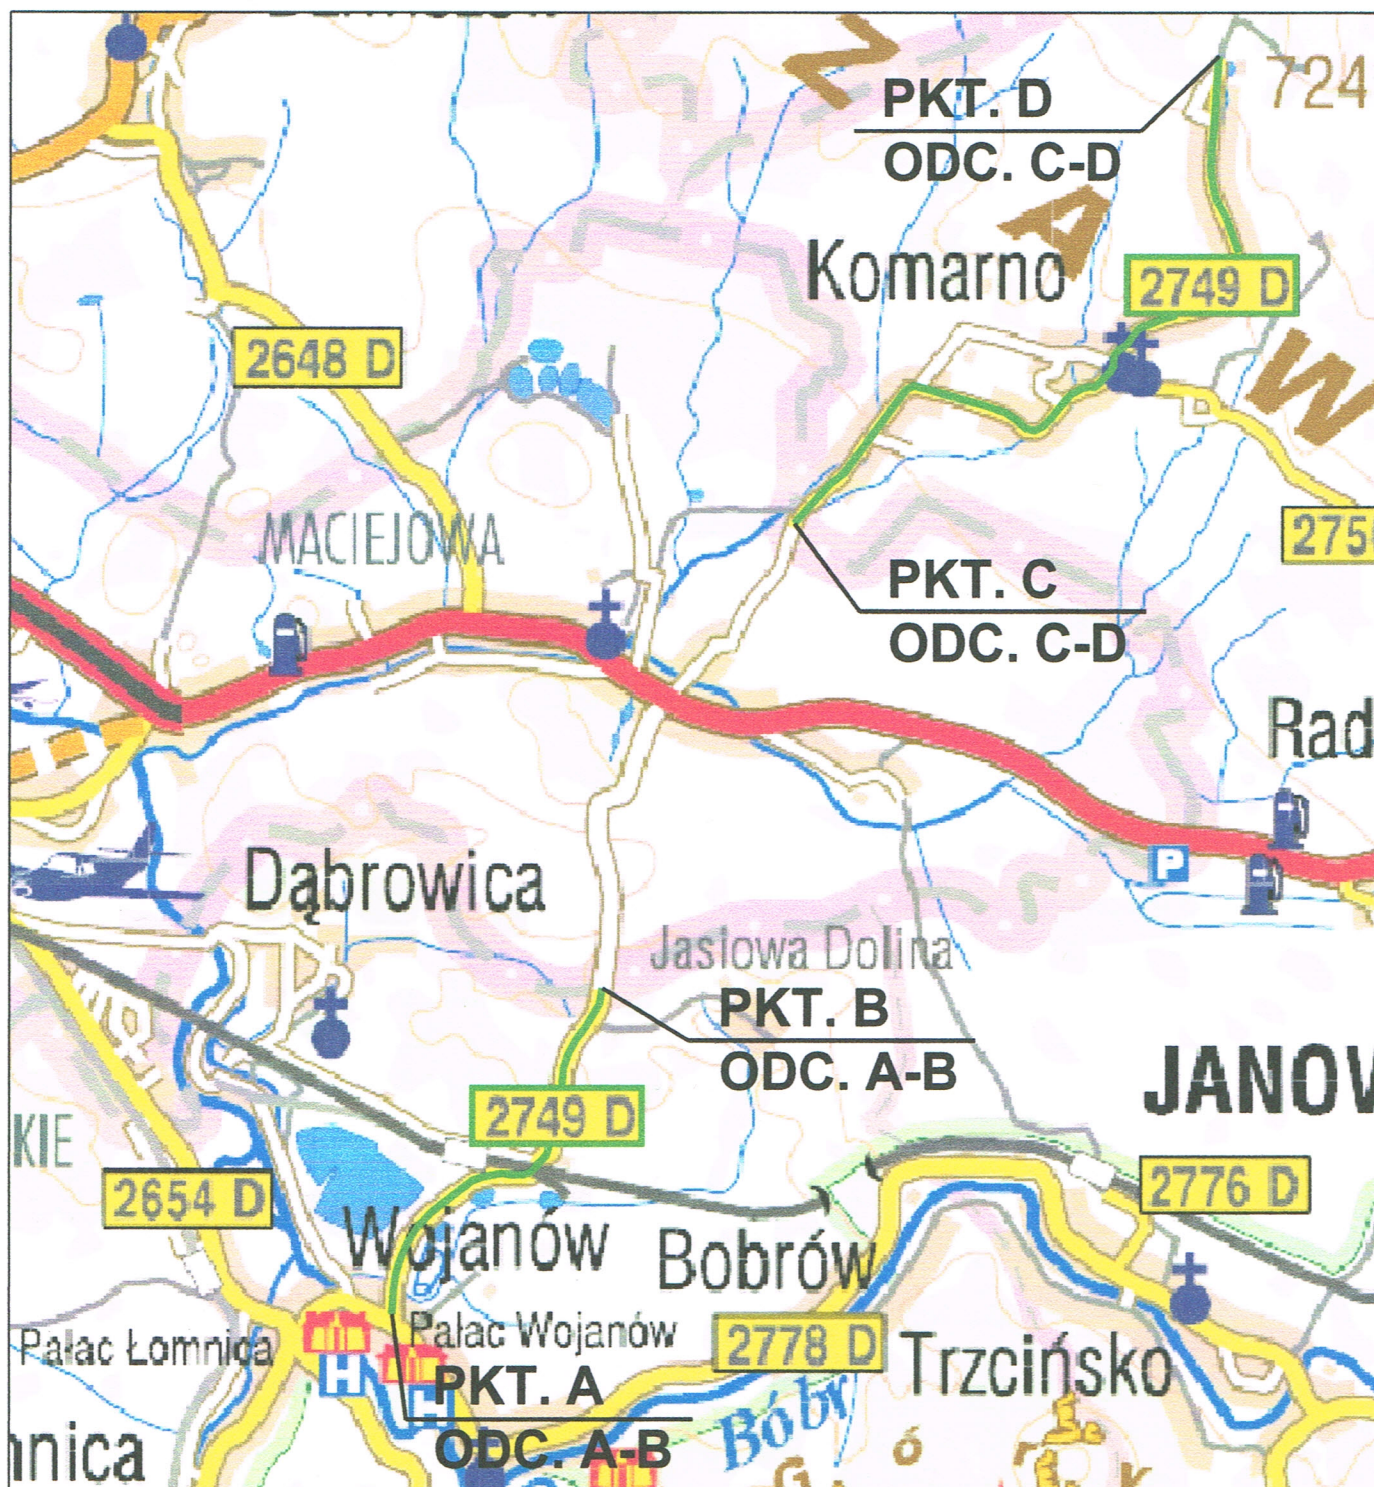 Z
PKT. D
724
ODC. C-D
A
Komarno
2749 D
2648 D
W
MACIEJOWA
PKT. C
ODC. C-D
Rad
Dąbrowica
P
Jasiowa Dolina
PKT. B
ODC. A-B
JANOW
2749 D
KIE
2654 D
2776 D
Wojanów
Bobrów
Pałac Łomnica
Pałac Wojanów
2778 D
Trzcińsko
H
PKT. A
H
Bóbr
nnica
ODC. A-B
G
ó
r